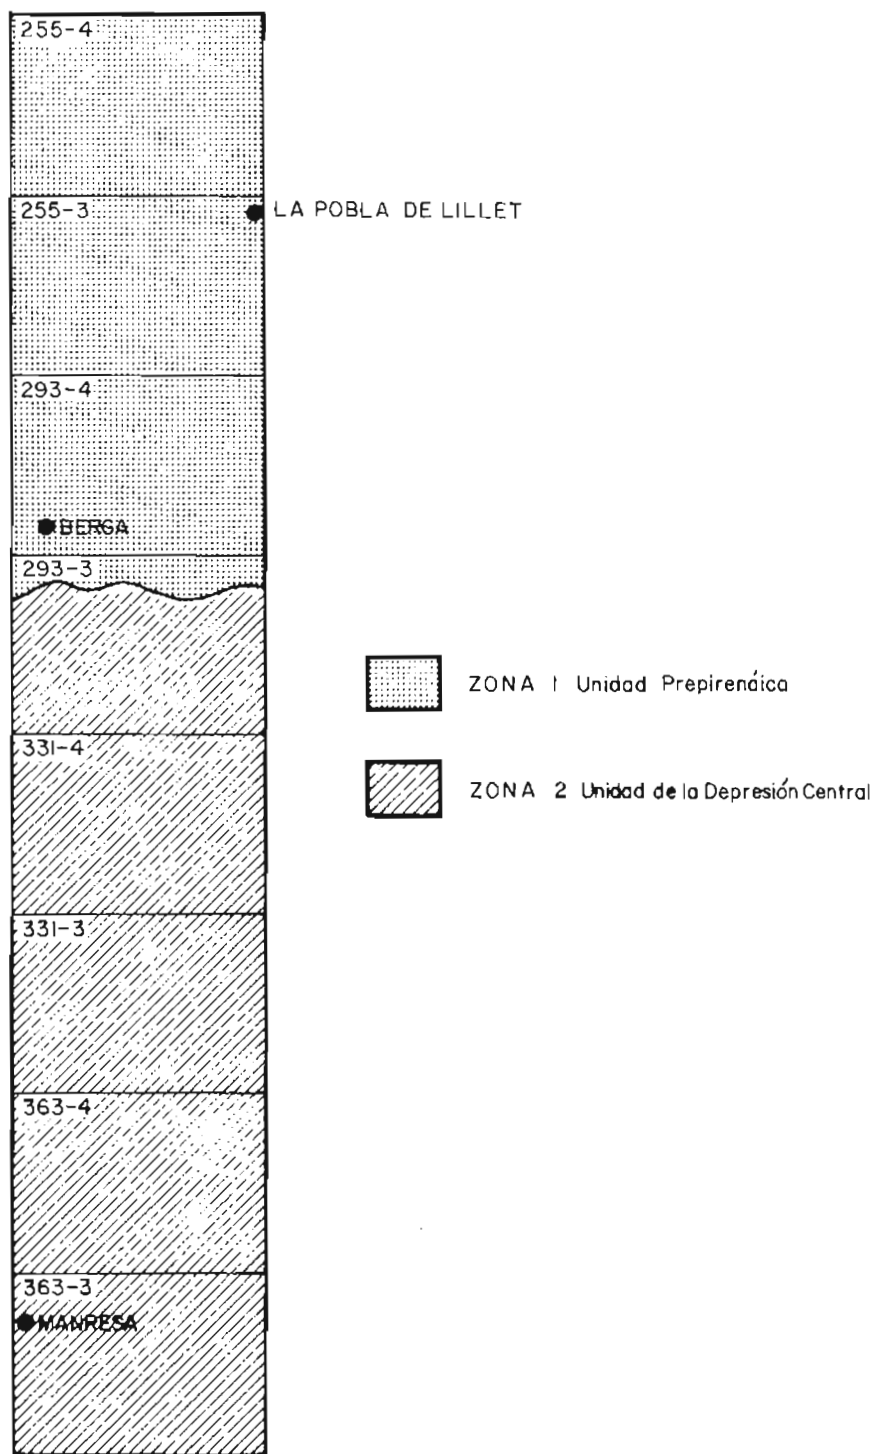 255-4
255-3
LA POBLA DE LILLET
293-4
BERGA
293-3
ZONA 1 Unidad Prepirenáica
331-4
ZONA 2 Unidad de la Depresión Central
331-3
363-4
363-3
MANRESA